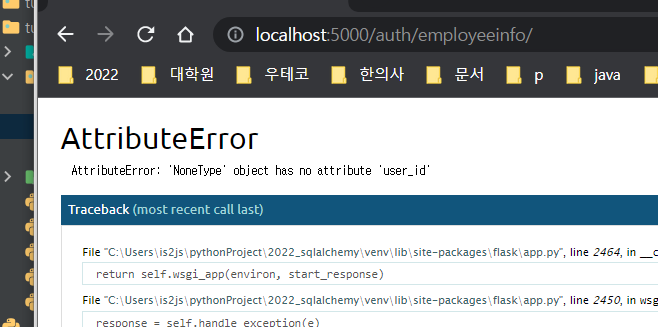 localhost:5000/auth/employeeinfo/
2022 대학원 우테코 한의사 문서 p java
AttributeError
AttributeError: 'NoneType' object has no attribute 'user_id'
Traceback (most recent call last)
File "C:\Users\is2js\pythonProject\2022_sqlalchemy\venv\lib\site-packages\flask\app.py", line 2464, in __c
return self.wsgi_app(environ, start_response)
File "C:\Users\is2js\pythonProject\2022_sqlalchemy\venv\lib\site-packages\flask\app.py", line 2450, in wsg
response = self.handle_exception(e)